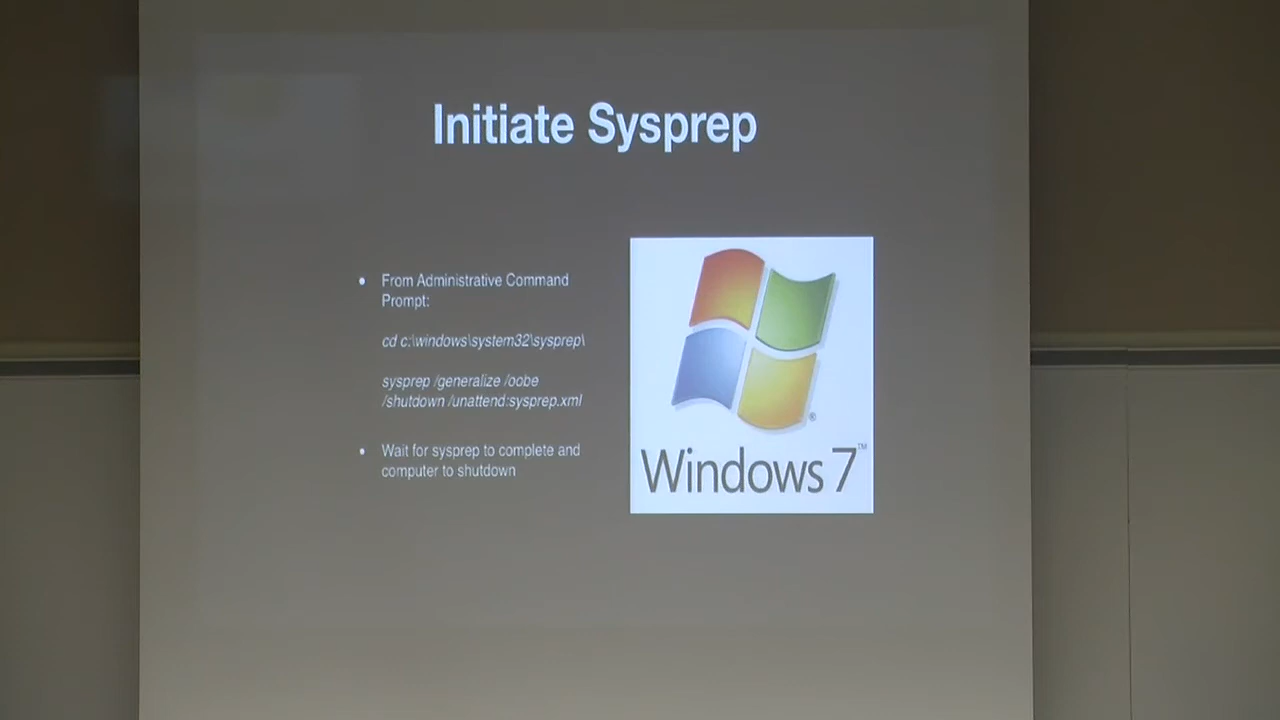 Initiate Sysprep
• From Administrative Command
Prompt:
cd c:\windows\system32\sysprep\
sysprep /generalize /oobe
/shutdown /unattend:sysprep.xml
• Wait for sysprep to complete and
computer to shutdown
®
Windows 7™